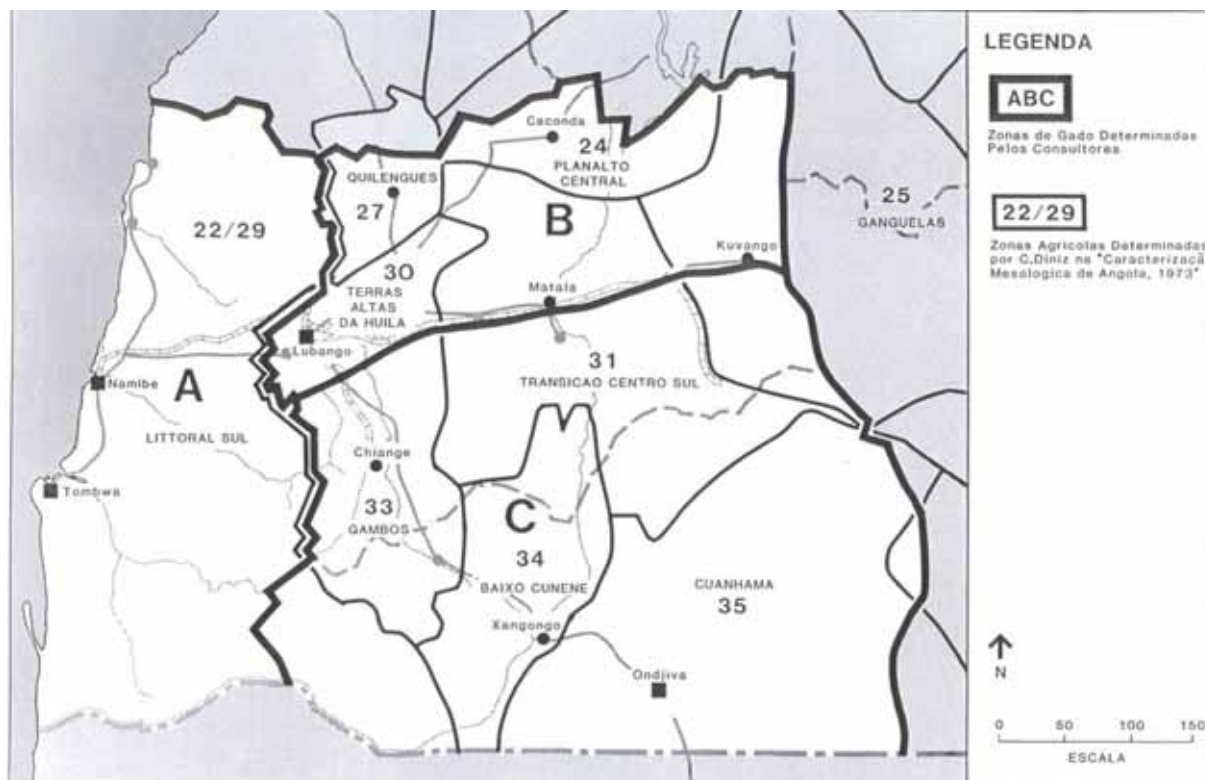 Caconda
24
PLANALTO
CENTRAL
QUILENGUES
27
22/29
B
25
GANGUELAS
30
TERRAS
ALTAS
DA HUILA
Kuvango
Matala
Lubango
Namibe
A
31
TRANSICAO CENTRO SUL
LITTORAL SUL
Chiange
Tombwa
33
GAMBOS
C
34
BAIXO CUNENE
CUANHAMA
35
Xangongo
Ondjiva
LEGENDA
ABC
Zonas de Gado Determinadas
Pelos Consultores
22/29
Zonas Agricolas Determinadas
por C.Diniz na "Caracterizaçã
Mesalogica de Angola, 1973"
N
0 50 100 150
ESCALA